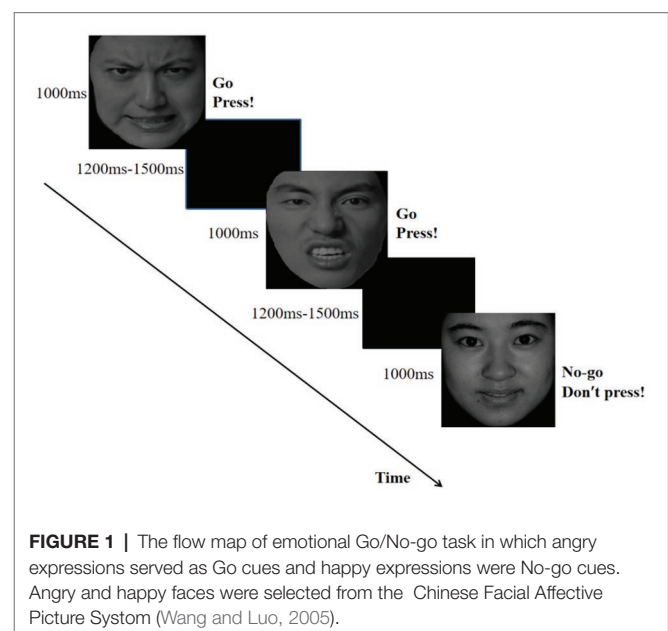 1000ms
Go
Press!
1200ms-1500ms
1000ms
Go
Press!
1200ms-1500ms
1000ms
No-go
Don't press!
Time
FIGURE 1 | The flow map of emotional Go/No-go task in which angry
expressions served as Go cues and happy expressions were No-go cues.
Angry and happy faces were selected from the Chinese Facial Affective
Picture Systom (Wang and Luo, 2005).